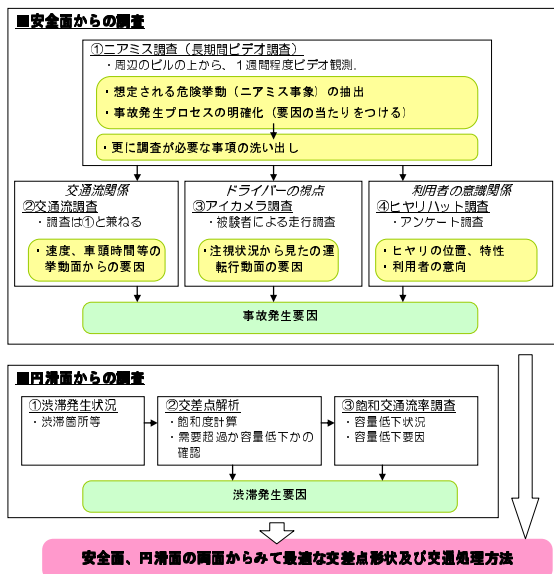 ■安全面からの調査
①ニアミス調査（長期間ビデオ調査）
・周辺のビルの上から、１週間程度ビデオ観測．
・想定される危険挙動（ニアミス事象）の抽出
・事故発生プロセスの明確化（要因の当たりをつける）
・更に調査が必要な事項の洗い出し
交通流関係
②交通流調査
・調査は①と兼ねる
・速度、車頭時間等の
挙動面からの要因
ドライバーの視点
③アイカメラ調査
・被験者による走行調査
・注視状況から見たの運
転行動面の要因
利用者の意識関係
④ヒヤリハット調査
・アンケート調査
・ヒヤリの位置、特性
・利用者の意向
事故発生要因
■円滑面からの調査
①渋滞発生状況
・渋滞箇所等
②交差点解析
・飽和度計算
・需要超過か容量低下かの
確認
③飽和交通流率調査
・容量低下状況
・容量低下要因
渋滞発生要因
安全面、円滑面の両面からみて最適な交差点形状及び交通処理方法